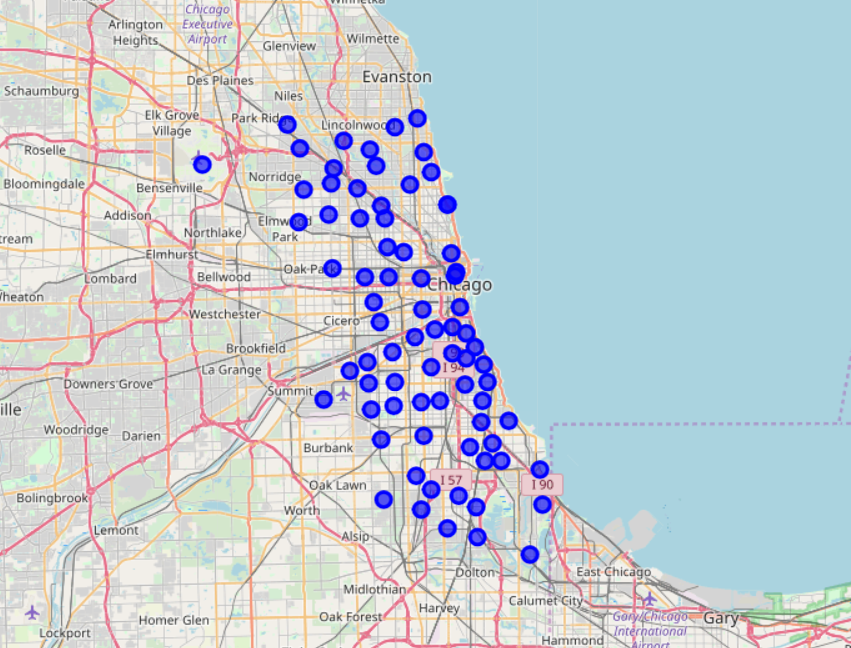 Winnetka
Chicago
Executive
Airport
Arlington
Heights
Wilmette
Glenview
Evanston
Des Plaines
Schaumburg
Niles
Elk Grove
Village
Park Ridge
Lincolnwood
Roselle
Bloomingdale
Bensenville
Norridge
Addison
Elmwood
Park
Northlake
ream
Elmhurst
Oak Park
Lombard
Bellwood
Chicago
Wheaton
Westchester
Cicero
Brookfield
La Grange
I 94
Downers Grove
Summit
ille
Woodridge
Darien
Burbank
Oak Lawn
I 57
I 90
Bolingbrook
Worth
Lemont
Alsip
Dolton
East Chicago
Midlothian
Calumet City
Harvey
Homer Glen
Oak Forest
Gary/Chicago
International
Airport
Gary
Lockport
Hammond